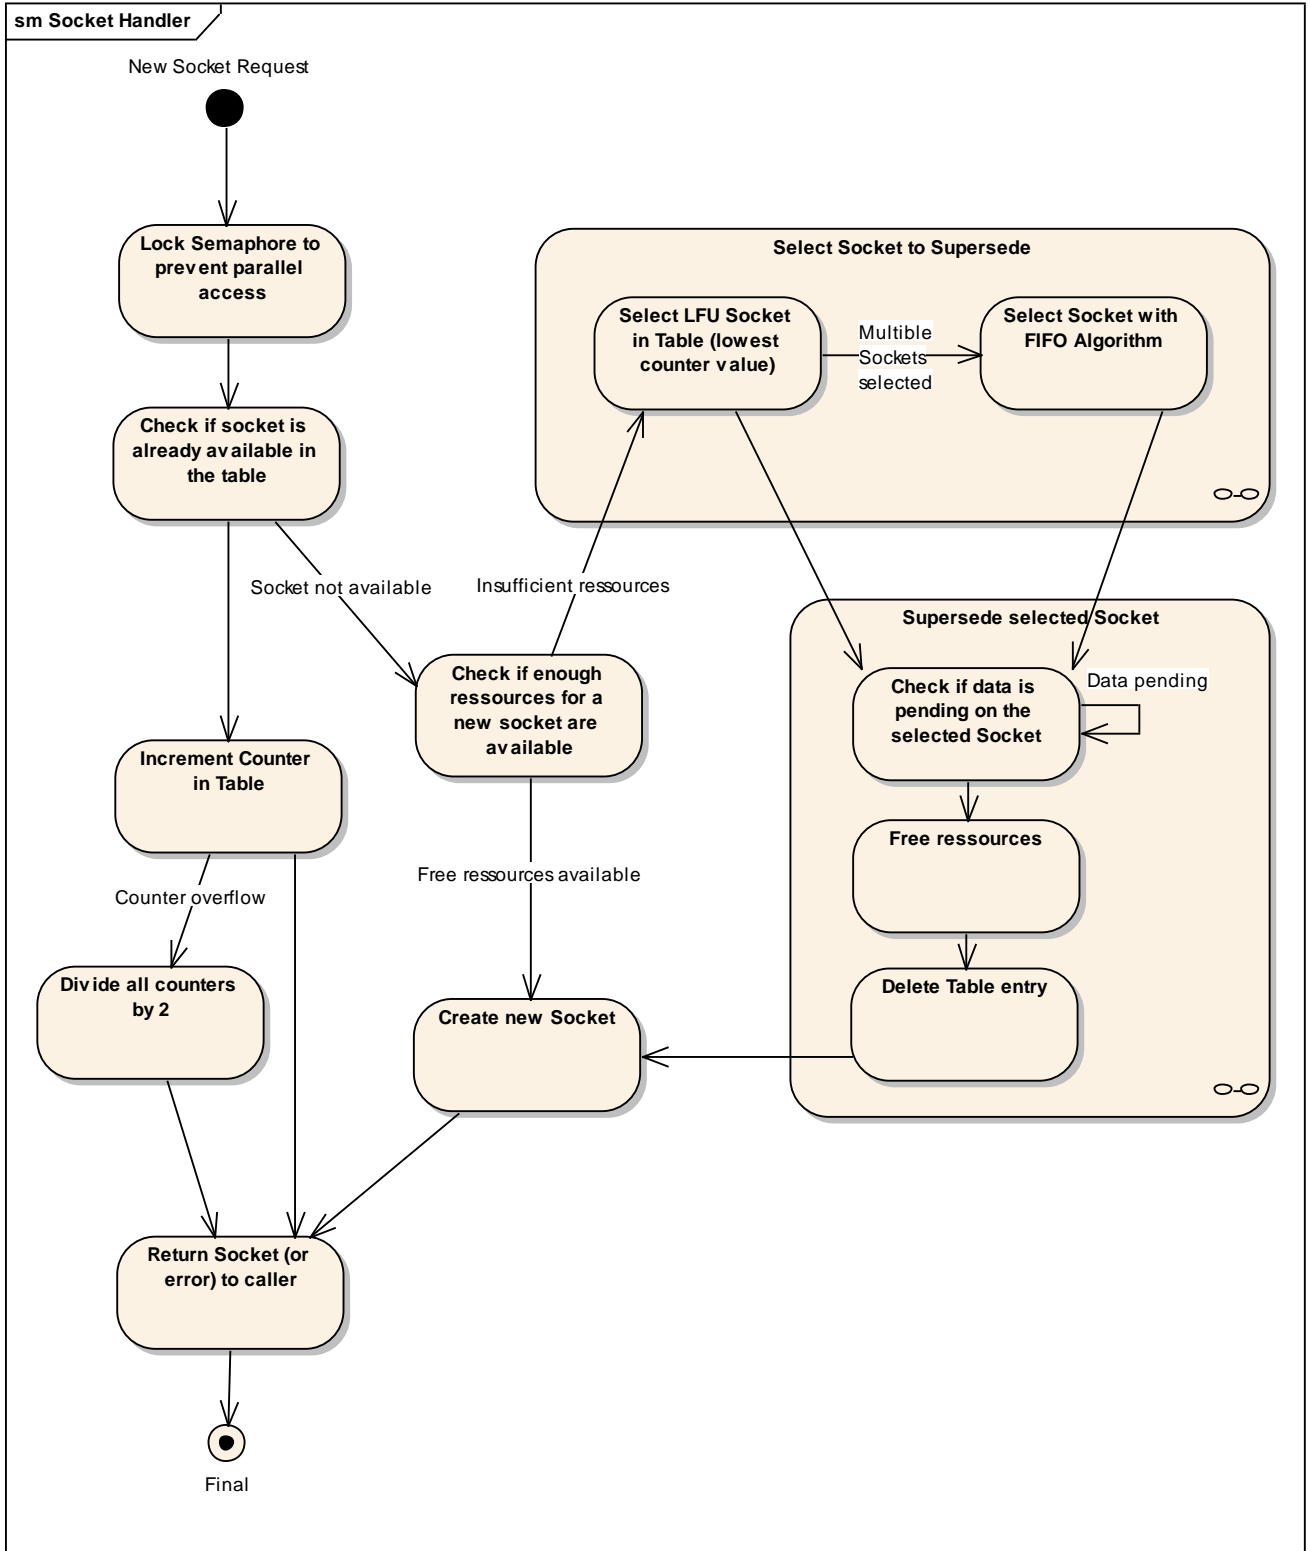 sm Socket Handler
New Socket Request
Lock Semaphore to
prevent parallel
access
Select Socket to Supersede
Select LFU Socket
in Table (lowest
counter value)
Multible
Sockets
selected
Select Socket with
FIFO Algorithm
Check if socket is
already available in
the table
Socket not available
Insufficient ressources
Supersede selected Socket
Check if enough
ressources for a
new socket are
available
Check if data is
pending on the
selected Socket
Data pending
Increment Counter
in Table
Free ressources
Counter overflow
Free ressources available
Divide all counters
by 2
Create new Socket
Delete Table entry
Return Socket (or
error) to caller
Final